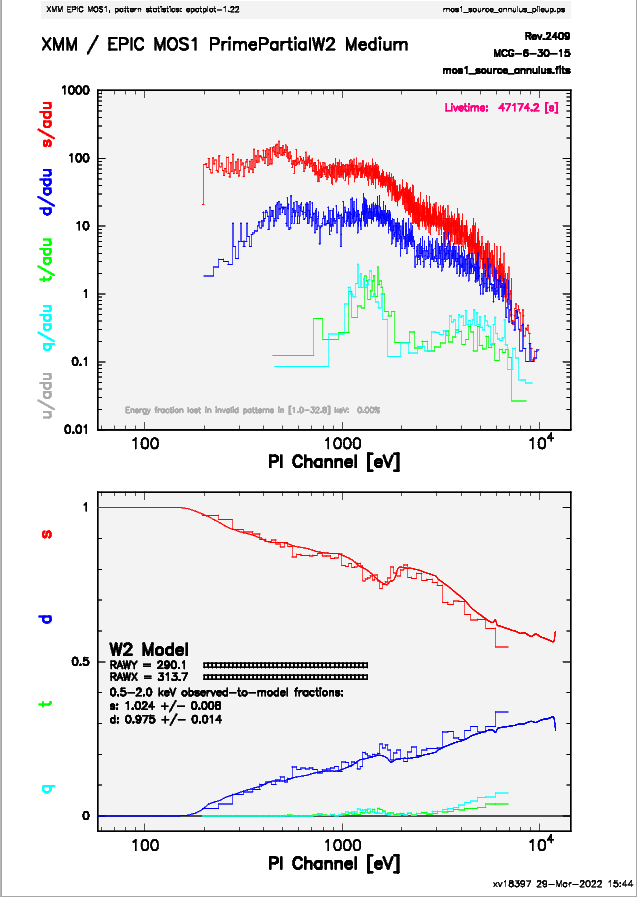 XMM EPIC MOS1, pattern statistics: epatplot-1.22 mos1_source_annulus_pileup.ps
XMM / EPIC MOS1 PrimePartialW2 Medium
Rev.2409
MCG-6-30-15
mos1_source_annulus.fits
Livetime: 47174.2 [s]
1000
100
10
1
0.1
0.01
u/adu q/adu t/adu d/adu s/adu
Energy fraction lost in invalid patterns in [1.0-32.8] keV: 0.00%
100 1000 10⁴
PI Channel [eV]
1
0.5
0
q t d s
W2 Model
RAWY = 290.1
RAWX = 313.7
0.5-2.0 keV observed-to-model fractions:
s: 1.024 +/- 0.008
d: 0.975 +/- 0.014
100 1000 10⁴
PI Channel [eV]
xv18397 29-Mar-2022 15:44